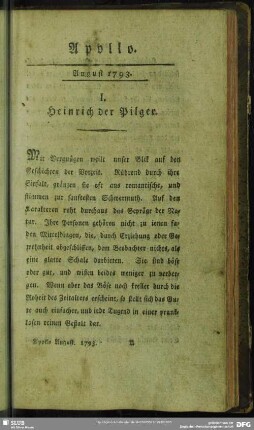 Apollo.
August 1793.
I.
Heinrich der Pilger.
Mit Vergnügen weilt unser Blik auf den
Geschichten der Vorzeit. Rührend durch ihre
Einfalt, gränzen sie oft ans romantische, und
stimmen zur sanftesten Schwermuth. Auf den
Karakteren ruht durchaus das Gepräge der Na-
tur. Ihre Personen gehören nicht zu jenen fa-
den Mitteldingen, die, durch Erziehung oder Ge-
wohnheit abgeschliffen, dem Beobachter nichts, als
eine glatte Schale darbieten. Sie sind böse
oder gut, und wissen beides weniger zu verber-
gen. Wenn aber das Böse noch greller durch die
Roheit des Zeitalters erscheint, so stellt sich das Gu-
te auch einfacher, und jede Tugend in einer prunk-
losen reinen Gestalt dar.
Apollo August. 1793.
SLUB
DFG